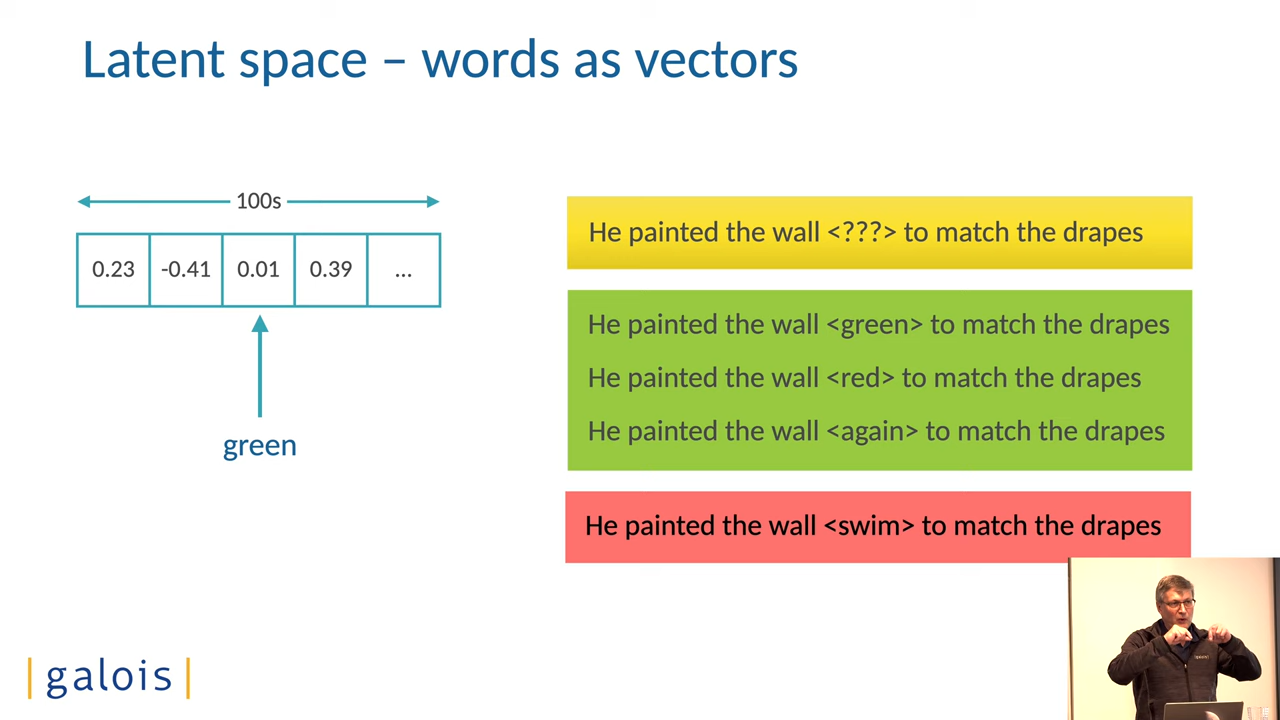 Latent space – words as vectors
100s
0.23 -0.41 0.01 0.39 ...
green
He painted the wall <???> to match the drapes
He painted the wall <green> to match the drapes
He painted the wall <red> to match the drapes
He painted the wall <again> to match the drapes
He painted the wall <swim> to match the drapes
|galois|